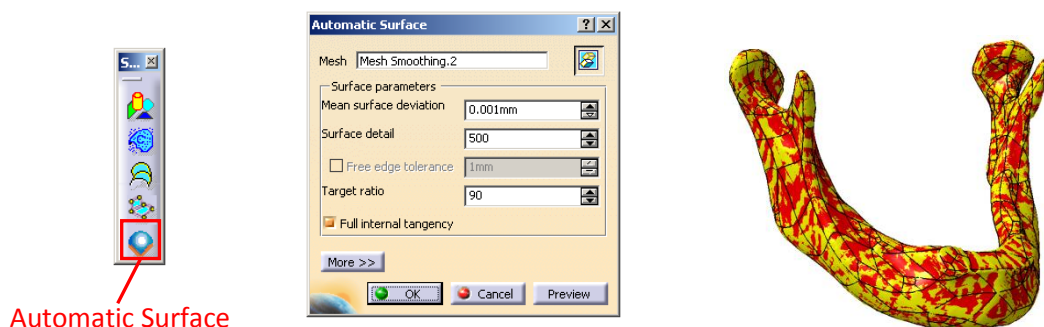 S...
Automatic Surface
Automatic Surface
Mesh Mesh Smoothing.2
Surface parameters
Mean surface deviation 0.001mm
Surface detail 500
Free edge tolerance 1mm
Target ratio 90
Full internal tangency
More >>
OK Cancel Preview